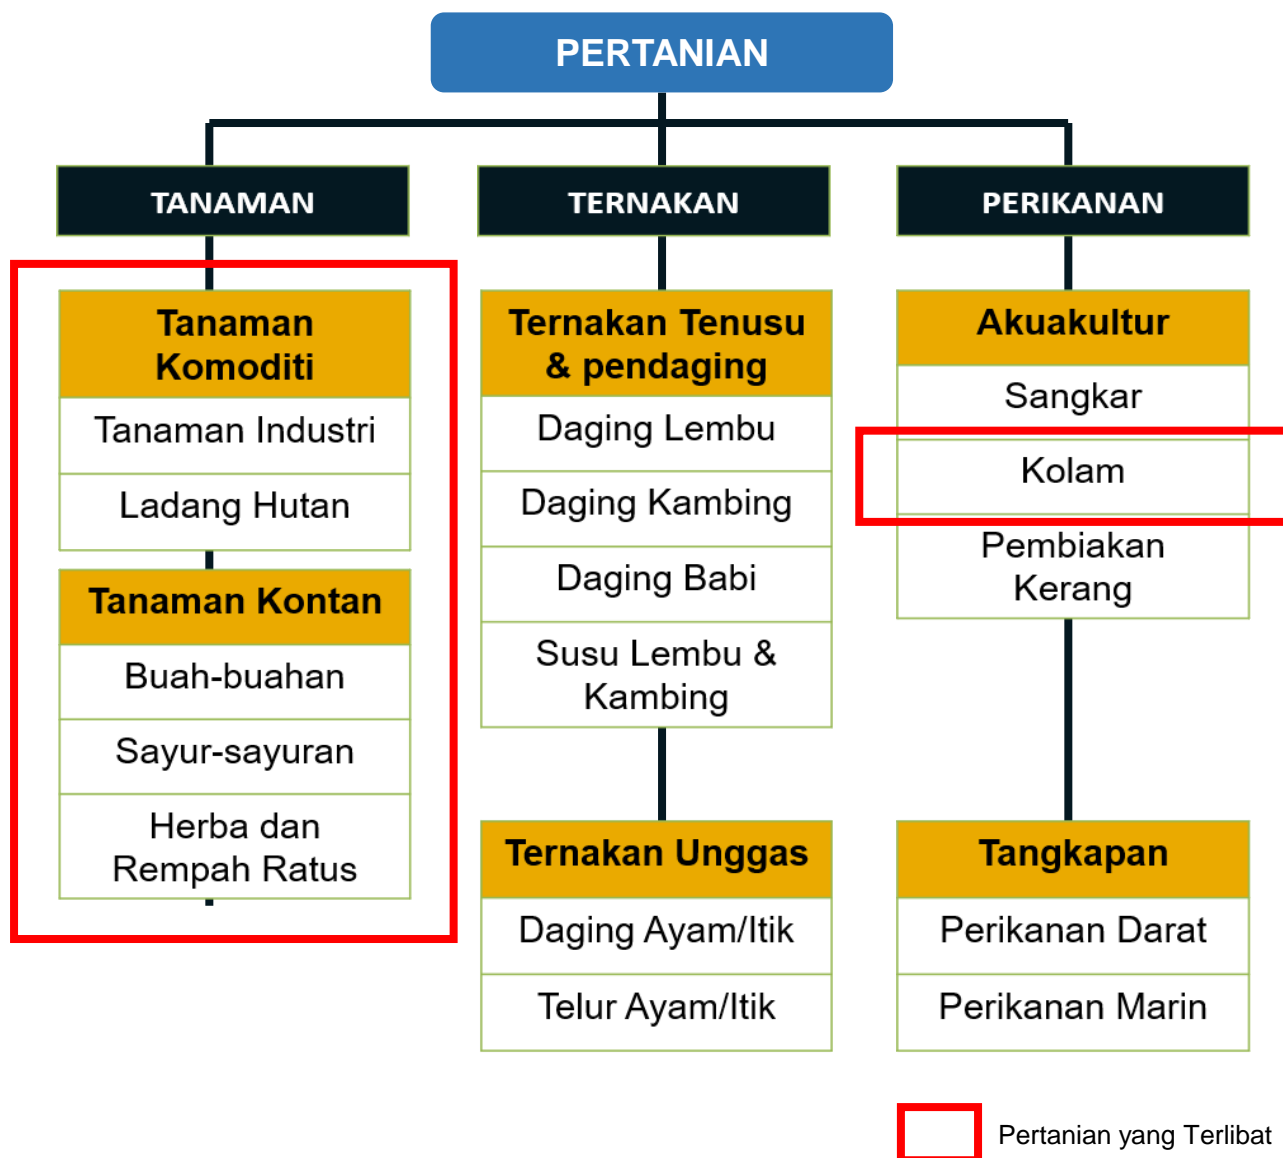 PERTANIAN
TANAMAN
Tanaman
Komoditi
Tanaman Industri
Ladang Hutan
Tanaman Kontan
Buah-buahan
Sayur-sayuran
Herba dan
Rempah Ratus
TERNAKAN
Ternakan Tenusu
& pendaging
Daging Lembu
Daging Kambing
Daging Babi
Susu Lembu &
Kambing
Ternakan Unggas
Daging Ayam/Itik
Telur Ayam/Itik
PERIKANAN
Akuakultur
Sangkar
Kolam
Pembiakan
Kerang
Tangkapan
Perikanan Darat
Perikanan Marin
Pertanian yang Terlibat